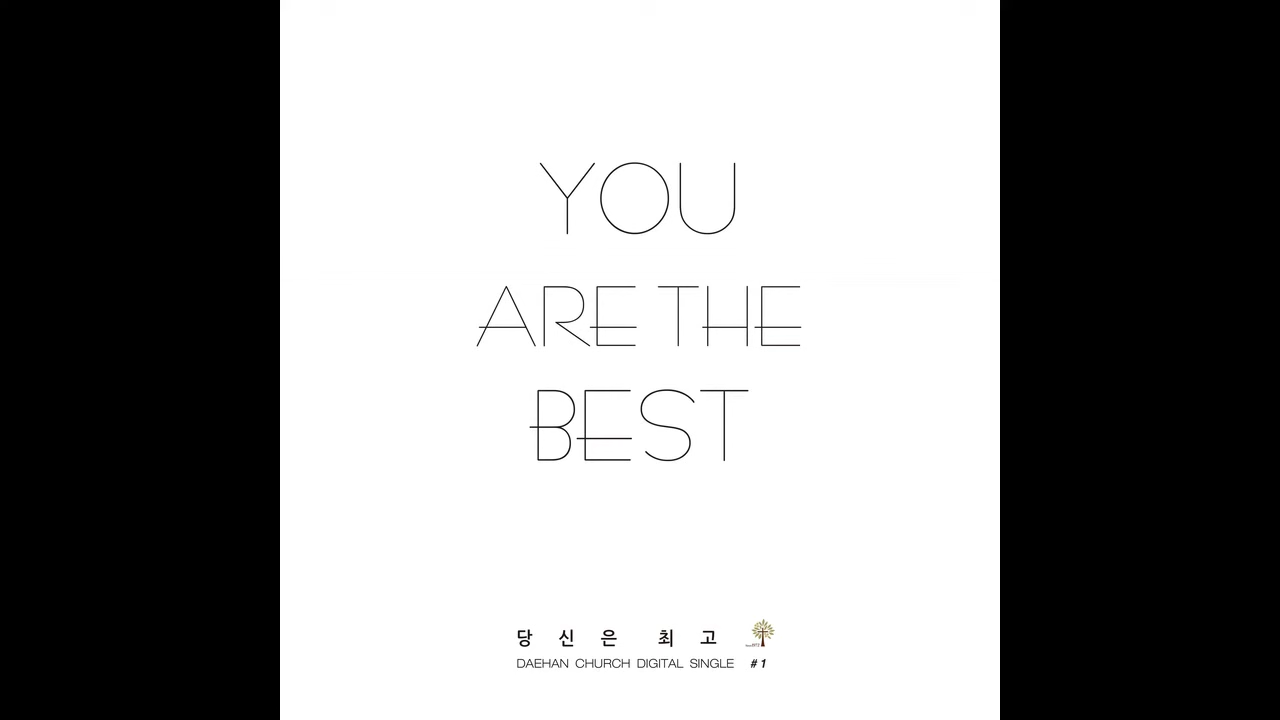 YOU
ARE THE
BEST
당신은 최고
DAEHAN CHURCH DIGITAL SINGLE #1